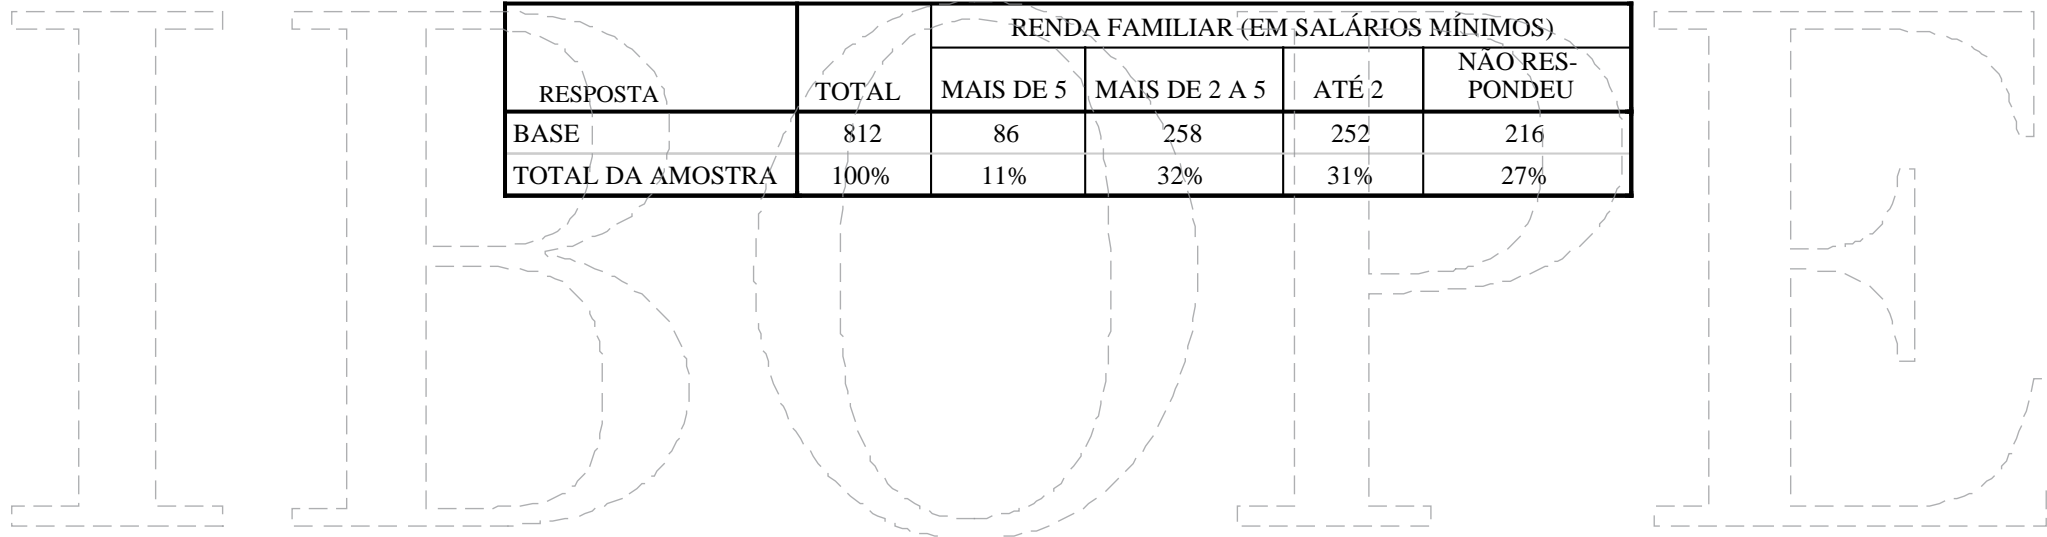 RENDA FAMILIAR (EM SALÁRIOS MÍNIMOS)
RESPOSTA TOTAL MAIS DE 5 MAIS DE 2 A 5 ATÉ 2 NÃO RES-
PONDEU
BASE 812 86 258 252 216
TOTAL DA AMOSTRA 100% 11% 32% 31% 27%
IBOPE